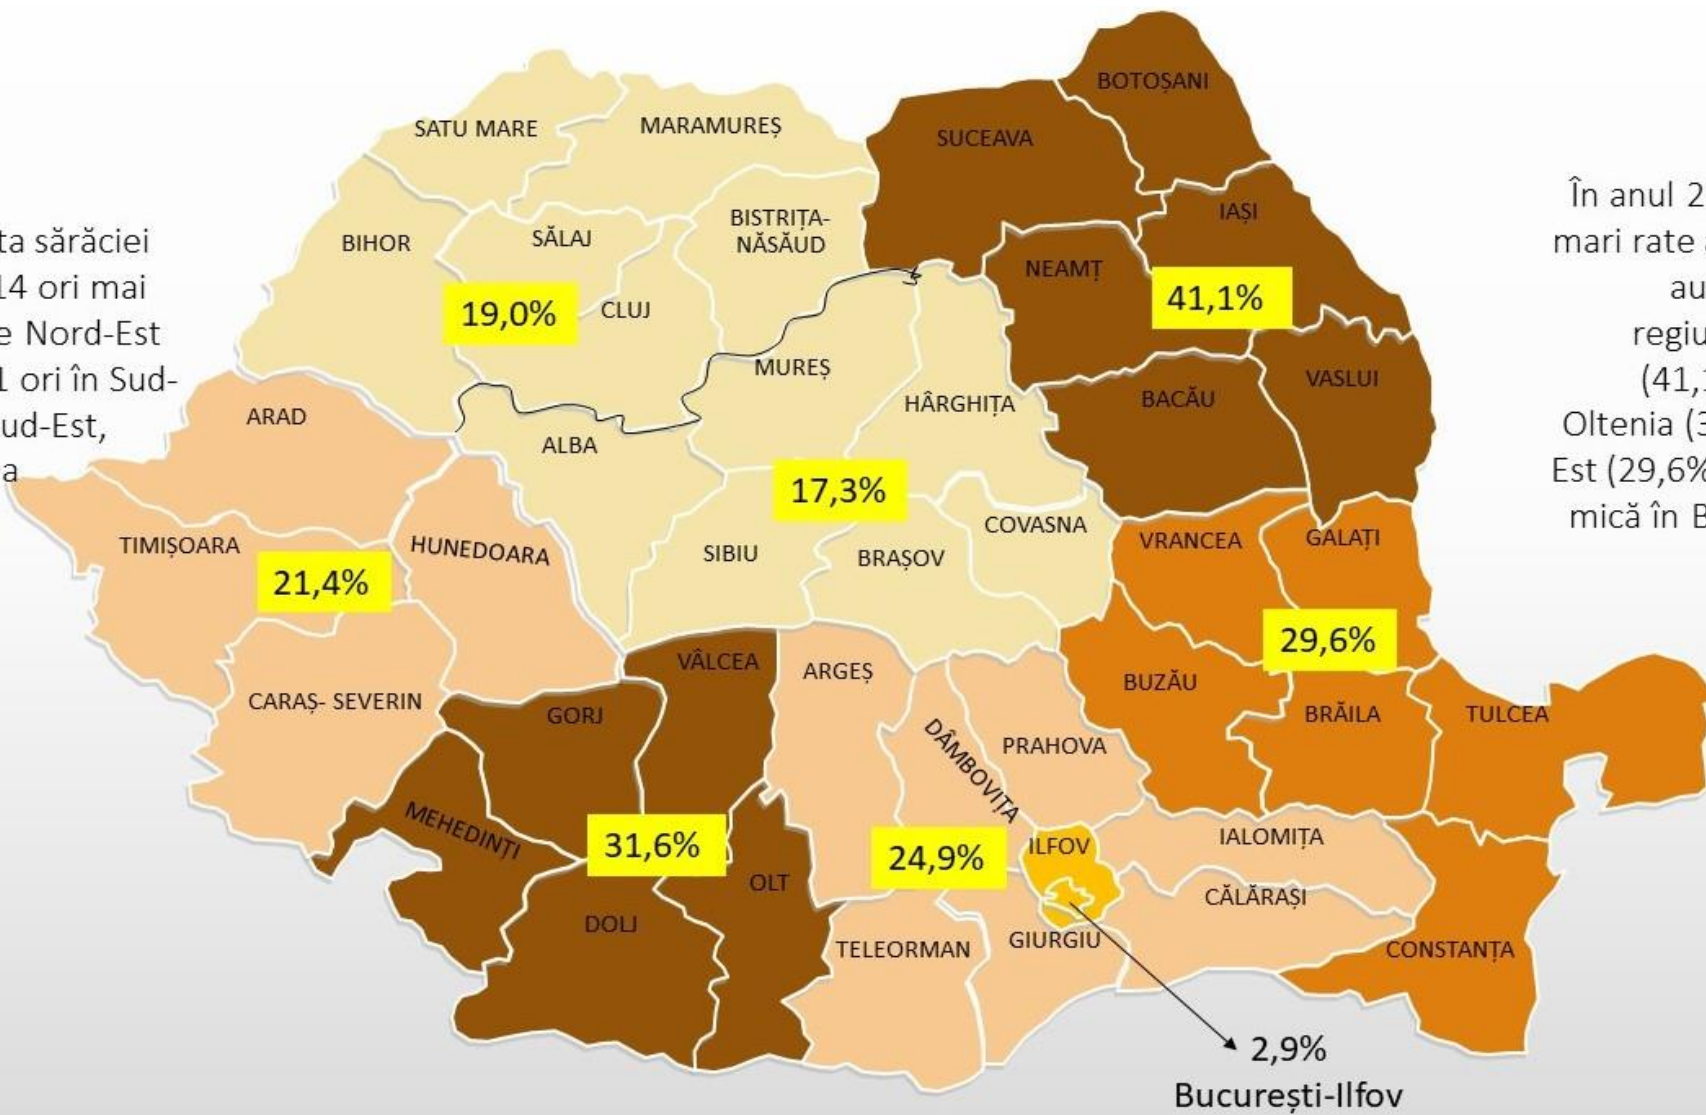 BOTOȘANI
SATU MARE
MARAMUREȘ
SUCEAVA
În anul 2
mari rate
au
regiu
(41,1
Oltenia (3
Est (29,6%
mică în B
ta sărăciei
14 ori mai
e Nord-Est
1 ori în Sud-
ud-Est,
a
BIHOR
SĂLAJ
BISTRIȚA-
NĂSĂUD
IAȘI
NEAMȚ
19,0%
CLUJ
41,1%
MUREȘ
HÂRGHIȚA
BACĂU
VASLUI
ARAD
ALBA
17,3%
TIMIȘOARA
HUNEDOARA
SIBIU
BRAȘOV
COVASNA
VRANCEA
GALAȚI
21,4%
29,6%
CARAȘ- SEVERIN
VÂLCEA
ARGEȘ
BUZĂU
GORJ
DÂMBOVIȚA
PRAHOVA
BRĂILA
TULCEA
MEHEDINȚI
31,6%
24,9%
ILFOV
IALOMIȚA
OLT
CĂLĂRAȘI
DOLJ
TELEORMAN
GIURGIU
CONSTANȚA
2,9%
București-Ilfov